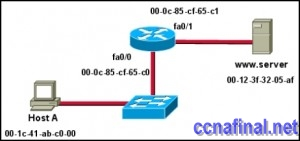 00-0c-85-cf-65-c1
fa0/1
fa0/0
www.server
00-0c-85-cf-65-c0
00-12-3f-32-05-af
Host A
00-1c-41-ab-c0-00
ccnafinal.net